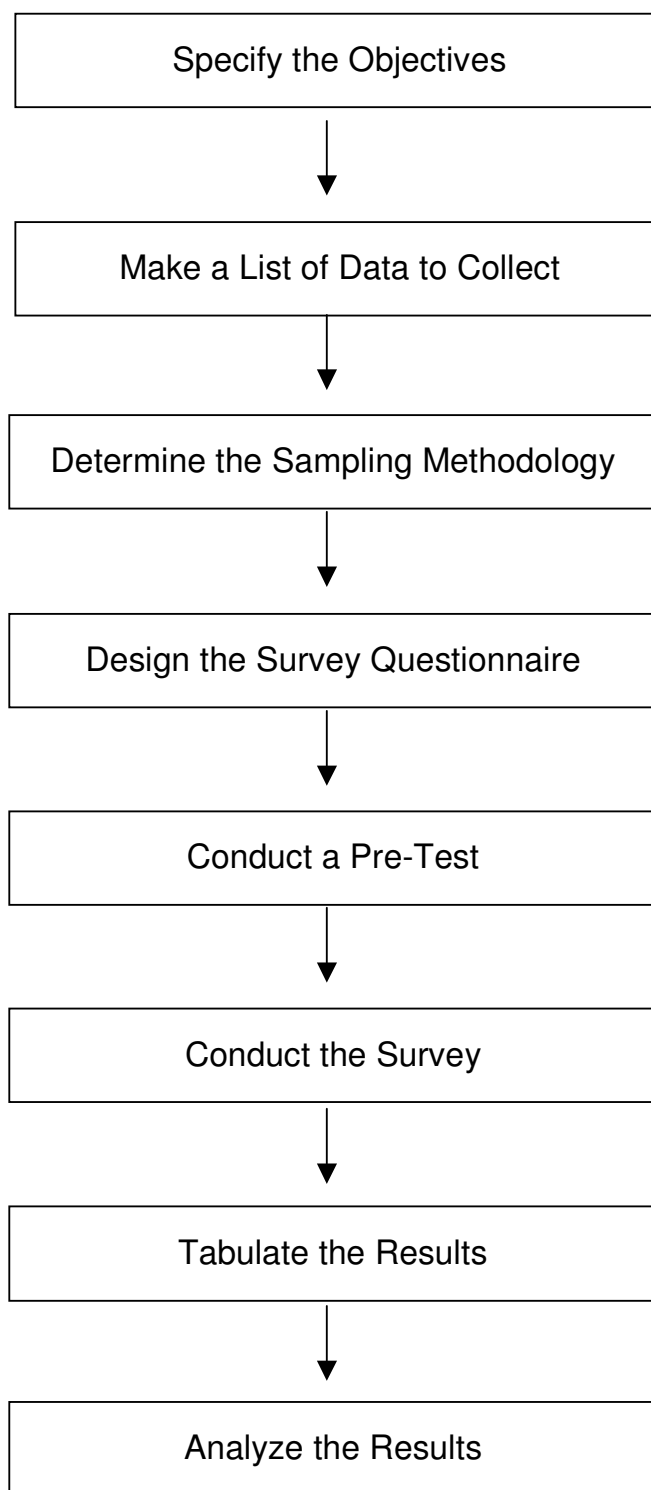 Specify the Objectives
Make a List of Data to Collect
Determine the Sampling Methodology
Design the Survey Questionnaire
Conduct a Pre-Test
Conduct the Survey
Tabulate the Results
Analyze the Results